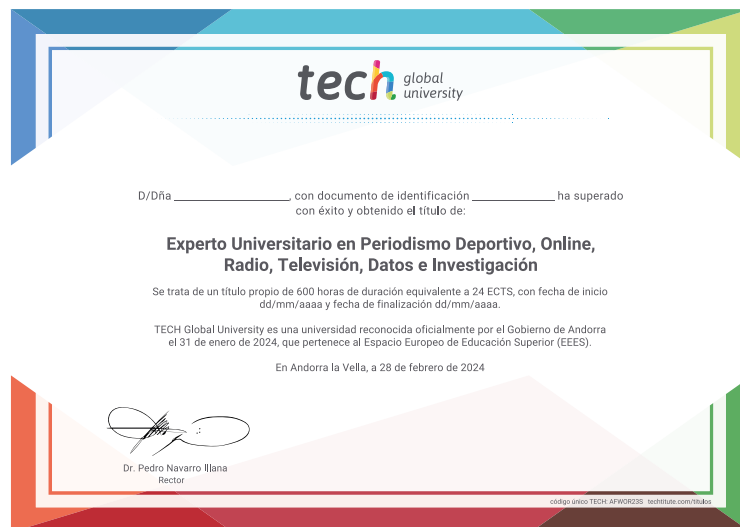 tech global
university
D/Dña ________________, con documento de identificación ____________ ha superado
con éxito y obtenido el título de:
Experto Universitario en Periodismo Deportivo, Online,
Radio, Televisión, Datos e Investigación
Se trata de un título propio de 600 horas de duración equivalente a 24 ECTS, con fecha de inicio
dd/mm/aaaa y fecha de finalización dd/mm/aaaa.
TECH Global University es una universidad reconocida oficialmente por el Gobierno de Andorra
el 31 de enero de 2024, que pertenece al Espacio Europeo de Educación Superior (EEES).
En Andorra la Vella, a 28 de febrero de 2024
Dr. Pedro Navarro Illana
Rector
código único TECH: AFWOR23S techtitute.com/titulos